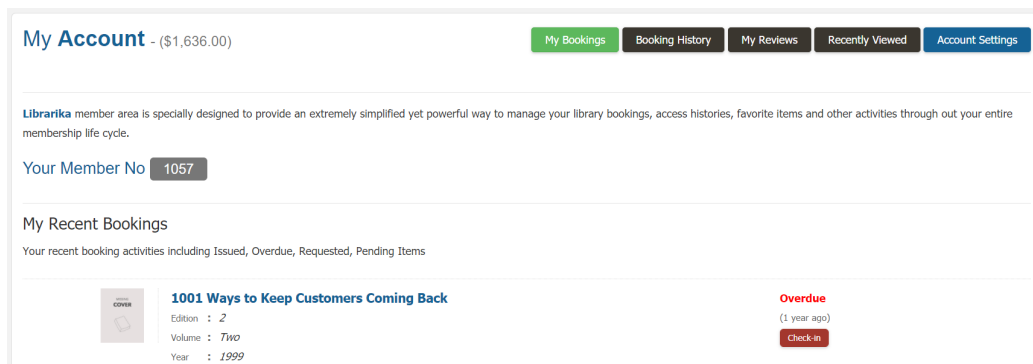 My Account - ($1,636.00)
My Bookings
Booking History
My Reviews
Recently Viewed
Account Settings
Librarika member area is specially designed to provide an extremely simplified yet powerful way to manage your library bookings, access histories, favorite items and other activities through out your entire
membership life cycle.
Your Member No 1057
My Recent Bookings
Your recent booking activities including Issued, Overdue, Requested, Pending Items
COVER
1001 Ways to Keep Customers Coming Back
Edition : 2
Volume : Two
Year : 1999
Overdue
(1 year ago)
Check-in